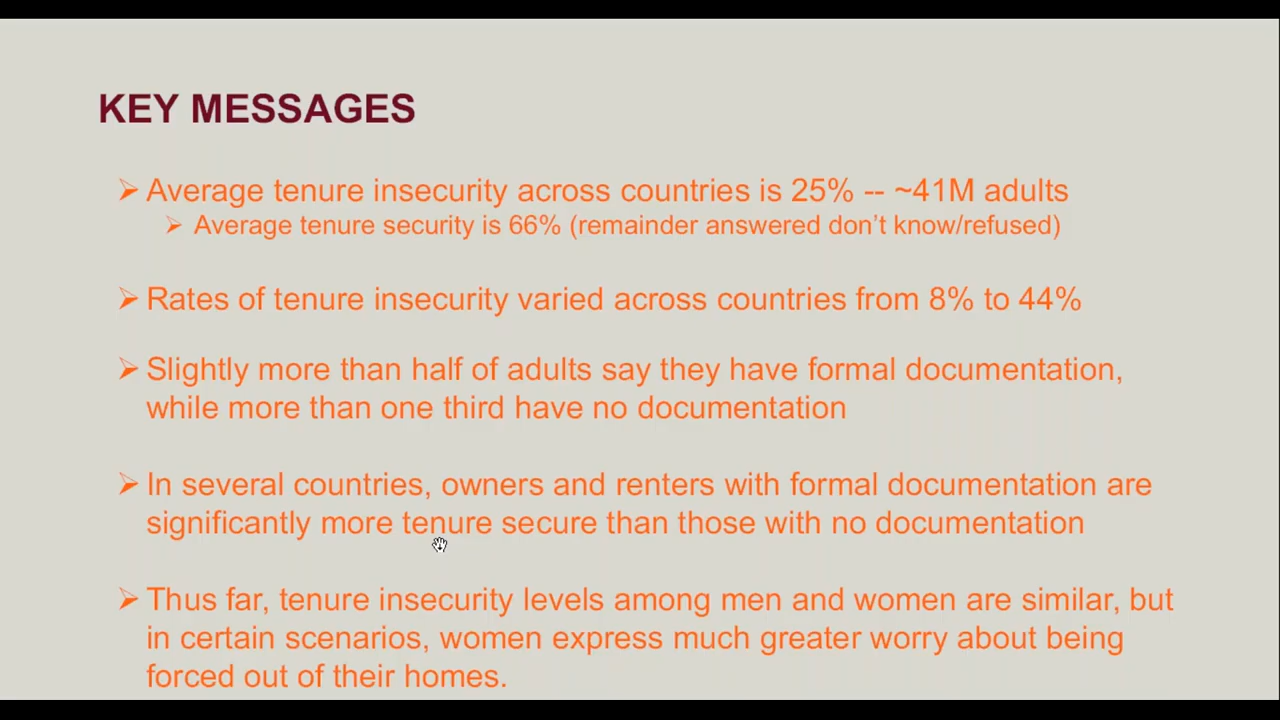 KEY MESSAGES
Average tenure insecurity across countries is 25% -- ~41M adults
Average tenure security is 66% (remainder answered don’t know/refused)
Rates of tenure insecurity varied across countries from 8% to 44%
Slightly more than half of adults say they have formal documentation,
while more than one third have no documentation
In several countries, owners and renters with formal documentation are
significantly more tenure secure than those with no documentation
Thus far, tenure insecurity levels among men and women are similar, but
in certain scenarios, women express much greater worry about being
forced out of their homes.